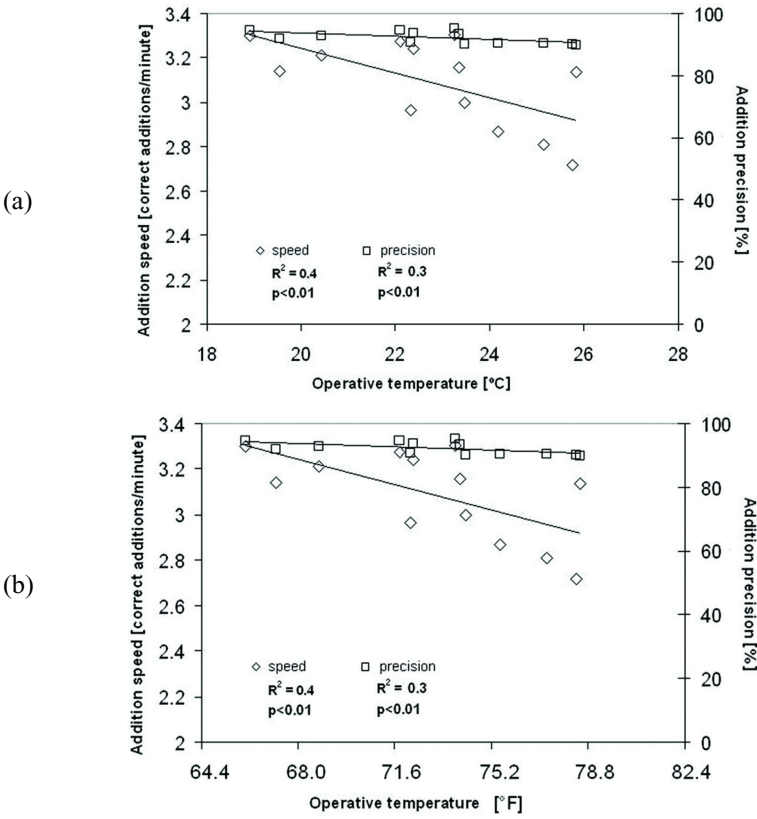 (a)
Addition speed [correct additions/minute]
3.4
3.2
3
2.8
2.6
2.4
2.2
2
100
80
60
40
20
0
Addition precision [%]
speed
precision
R² = 0.4
R² = 0.3
p<0.01
p<0.01
18
20
22
24
26
28
Operative temperature [°C]
(b)
Addition speed [correct additions/minute]
3.4
3.2
3
2.8
2.6
2.4
2.2
2
100
80
60
40
20
0
Addition precision [%]
speed
precision
R² = 0.4
R² = 0.3
p<0.01
p<0.01
64.4
68.0
71.6
75.2
78.8
82.4
Operative temperature [°F]